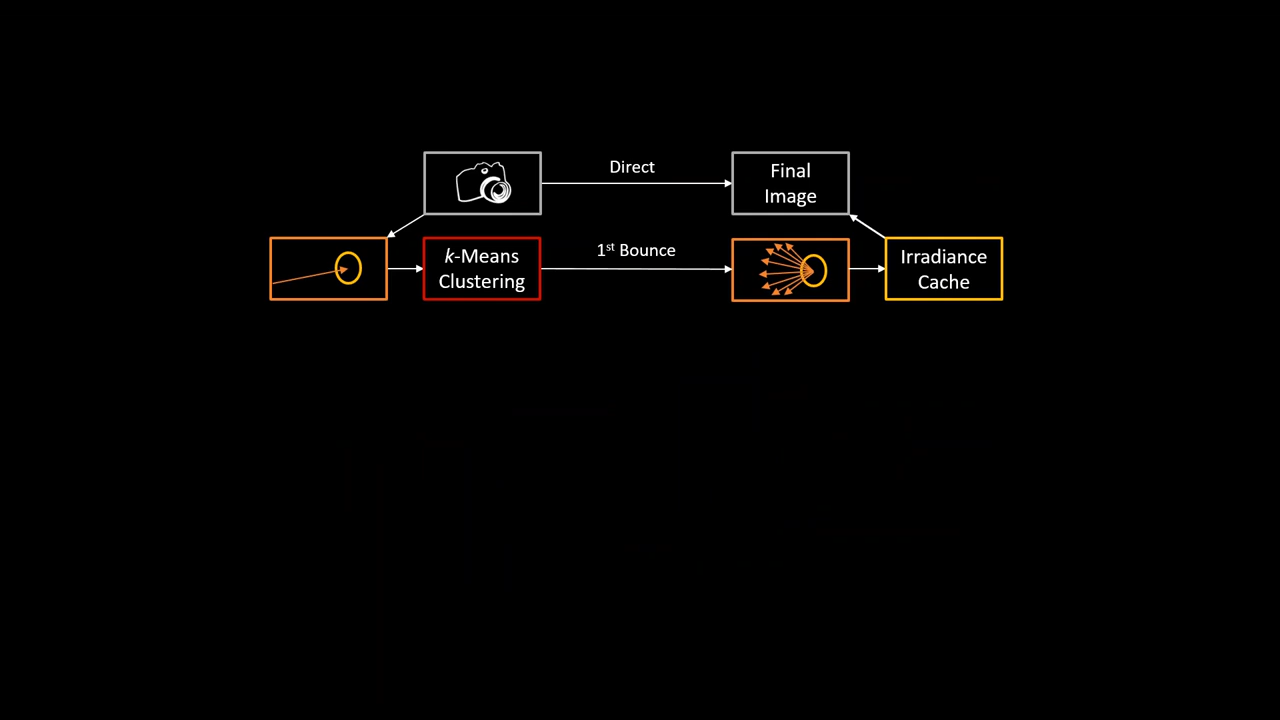 Direct
Final
Image
k-Means
Clustering
1st Bounce
Irradiance
Cache